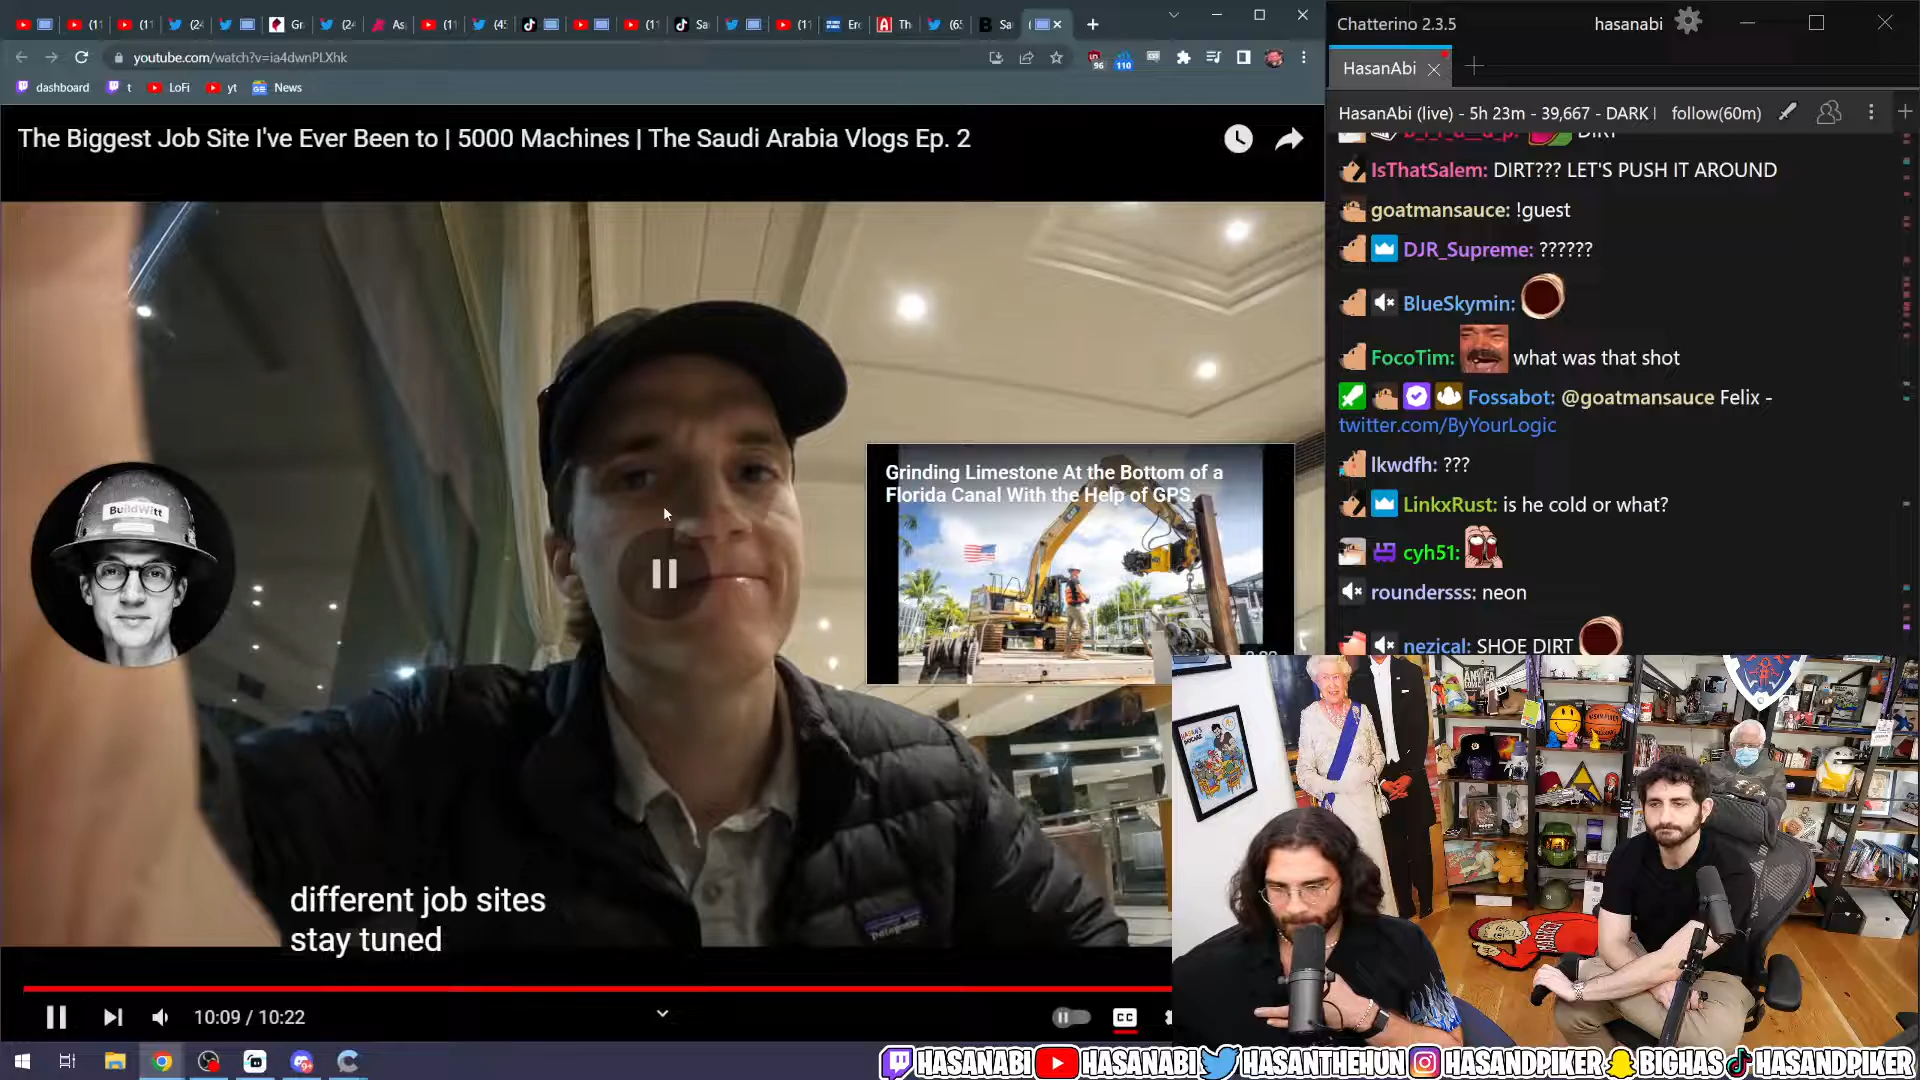 youtube.com/watch?v=ia4dwnPLXhk
dashboard
t
LoFi
yt
News
The Biggest Job Site I've Ever Been to | 5000 Machines | The Saudi Arabia Vlogs Ep. 2
BuildWitt
Grinding Limestone At the Bottom of a
Florida Canal With the Help of GPS.
different job sites
stay tuned
patagonia
10:09 / 10:22
CC
Chatterino 2.3.5
hasanabi
HasanAbi
HasanAbi (live) - 5h 23m - 39,667 - DARK
follow(60m)
DIRT
IsThatSalem: DIRT??? LET'S PUSH IT AROUND
goatmansauce: !guest
DJR_Supreme: ??????
BlueSkymin:
FocoTim: what was that shot
Fossabot: @goatmansauce Felix -
twitter.com/ByYourLogic
lkwdfh: ???
LinkxRust: is he cold or what?
cyh51:
roundersss: neon
nezical: SHOE DIRT
HASANABI
HASANABI
HASANTHEHUN
HASANDPIKER
BIGHAS
HASANDPIKER